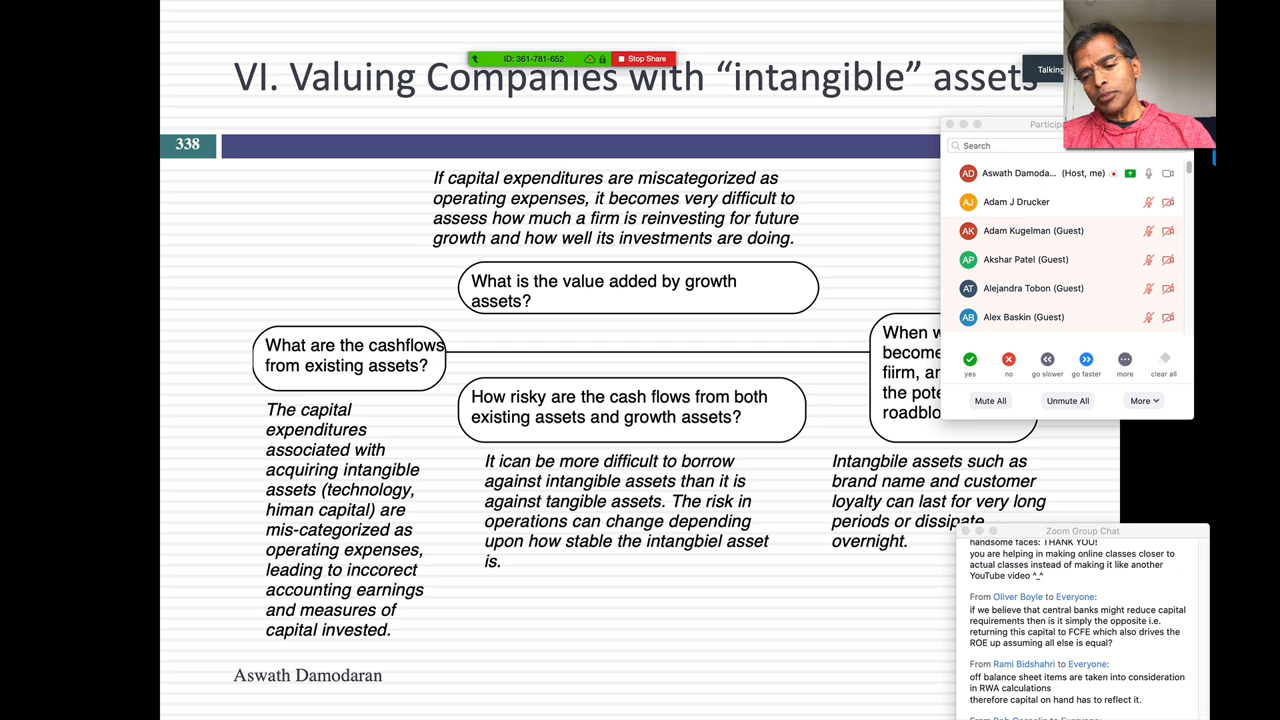 ID: 361-781-652
Stop Share
VI. Valuing Companies with “intangible” assets
Talking
338
If capital expenditures are miscategorized as
operating expenses, it becomes very difficult to
assess how much a firm is reinvesting for future
growth and how well its investments are doing.
What is the value added by growth
assets?
What are the cashflows
from existing assets?
How risky are the cash flows from both
existing assets and growth assets?
When
become
fiirm,
the
The capital
expenditures
associated with
acquiring intangible
assets (technology,
himan capital) are
mis-categorized as
operating expenses,
leading to inccorect
accounting earnings
and measures of
capital invested.
It ican be more difficult to borrow
against intangible assets than it is
against tangible assets. The risk in
operations can change depending
upon how stable the intangbiel asset
is.
Intangbile assets such as
brand name and customer
loyalty can last for very long
periods or dissipate
overnight.
Aswath Damodaran
Search
AD Aswath Damoda... (Host, me)
AJ Adam J Drucker
AK Adam Kugelman (Guest)
AP Akshar Patel (Guest)
AT Alejandra Tobon (Guest)
AB Alex Baskin (Guest)
yes no go slower go faster more clear all
Mute All Unmute All More
Zoom Group Chat
handsome faces: THANK YOU!
you are helping in making online classes closer to
actual classes instead of making it like another
YouTube video ^_^
From Oliver Boyle to Everyone:
if we believe that central banks might reduce capital
requirements then is it simply the opposite i.e.
returning this capital to FCFE which also drives the
ROE up assuming all else is equal?
From Rami Bidshahri to Everyone:
off balance sheet items are taken into consideration
in RWA calculations
therefore capital on hand has to reflect it.